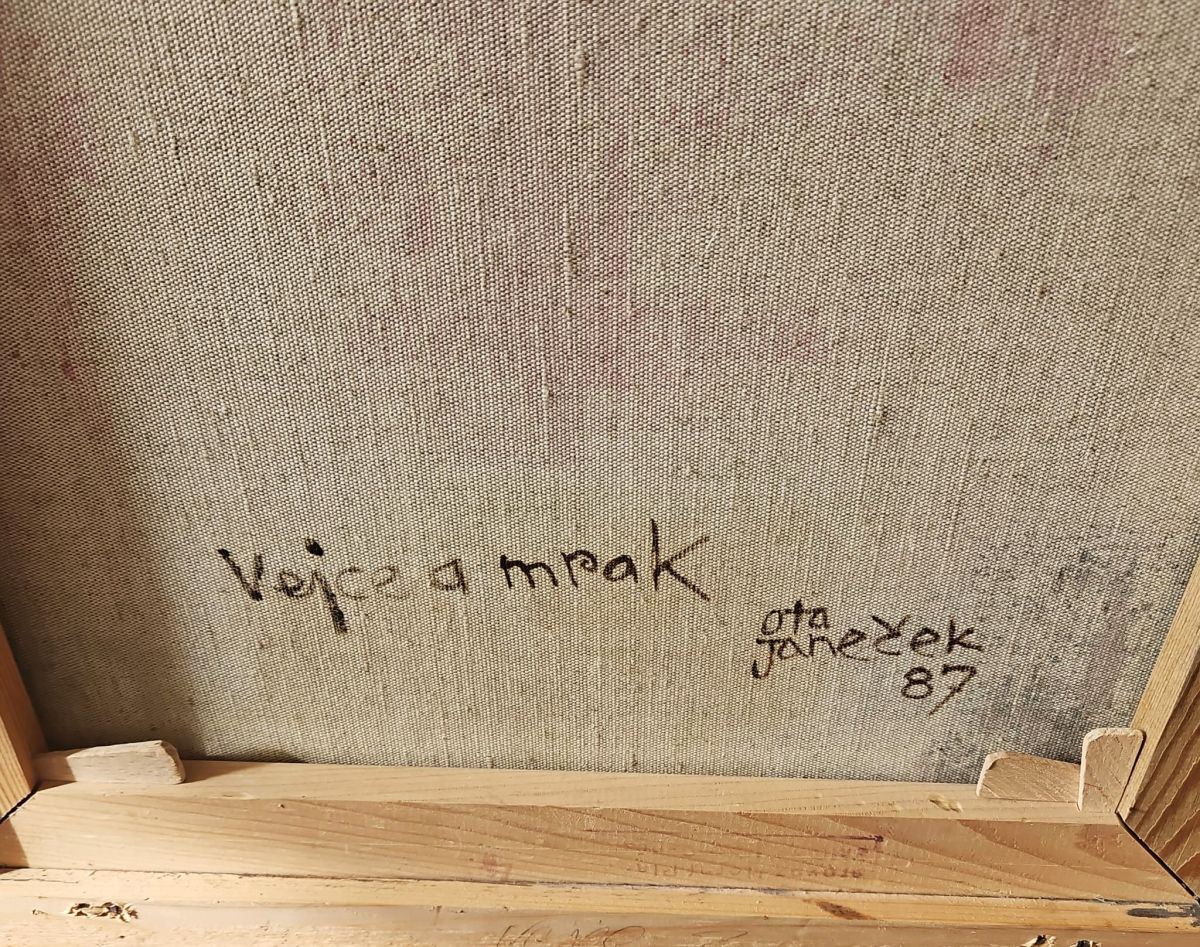 Vejce a mrak
ota
Janeček
87